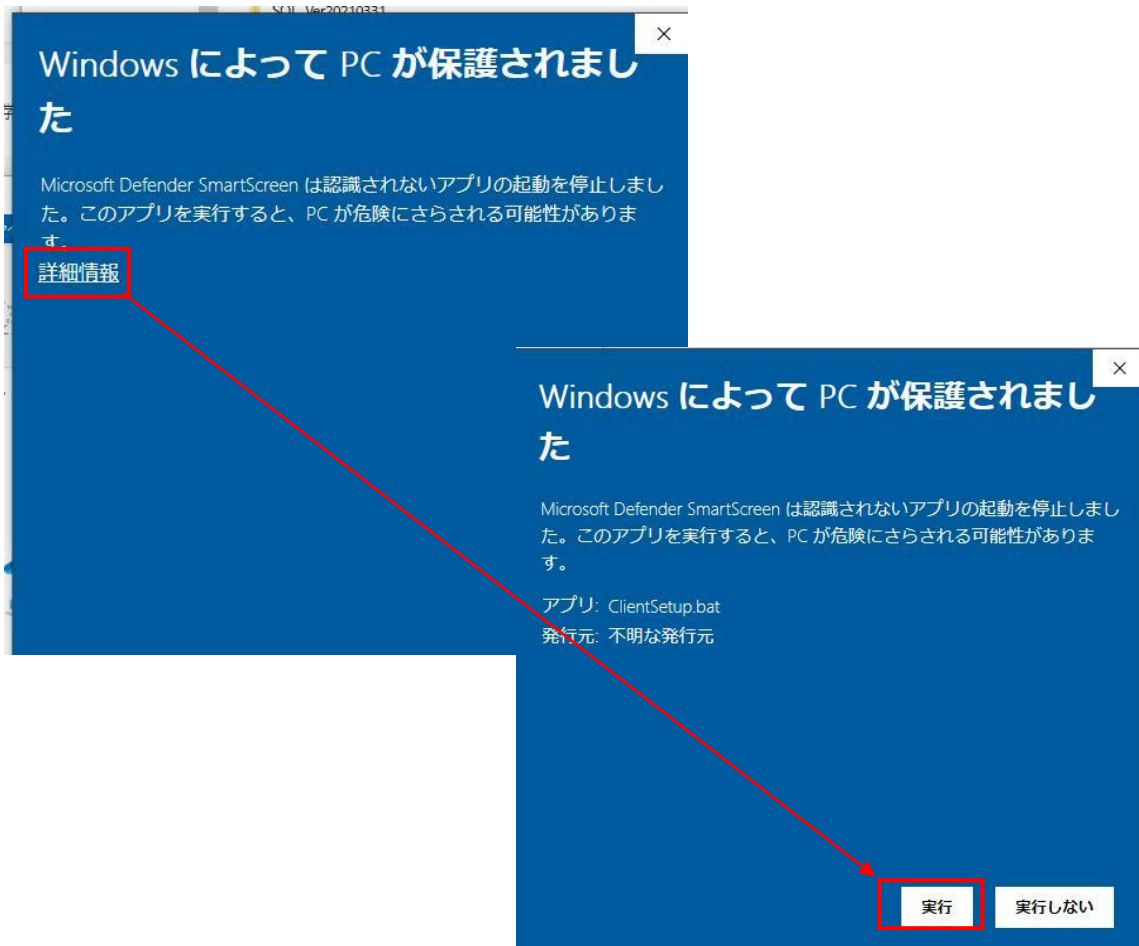 SQL_Ver20210331
Windows によって PC が保護されまし
た
Microsoft Defender SmartScreen は認識されないアプリの起動を停止しまし
た。このアプリを実行すると、PC が危険にさらされる可能性がありま
す。
詳細情報
Windows によって PC が保護されまし
た
Microsoft Defender SmartScreen は認識されないアプリの起動を停止しまし
た。このアプリを実行すると、PC が危険にさらされる可能性がありま
す。
アプリ: ClientSetup.bat
発行元: 不明な発行元
実行 実行しない